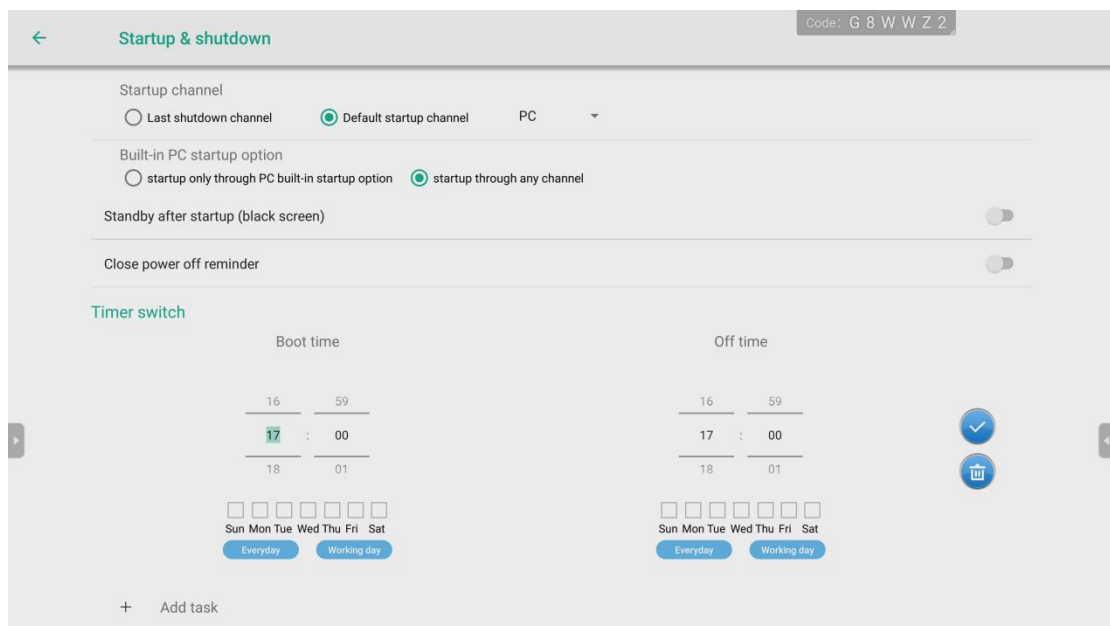 Code: G 8 W W Z 2
Startup & shutdown
Startup channel
Last shutdown channel Default startup channel PC
Built-in PC startup option
startup only through PC built-in startup option startup through any channel
Standby after startup (black screen)
Close power off reminder
Timer switch
Boot time Off time
16 59 16 59
17 : 00 17 : 00
18 01 18 01
Sun Mon Tue Wed Thu Fri Sat Sun Mon Tue Wed Thu Fri Sat
Everyday Working day Everyday Working day
+ Add task